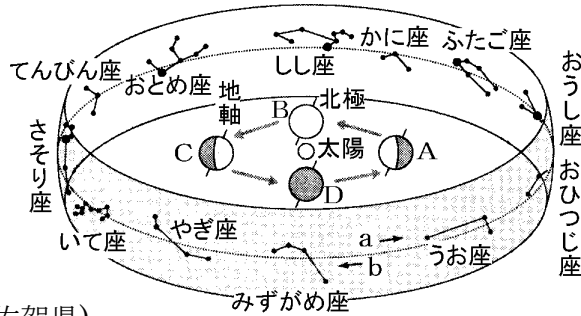 かに座
ふたご座
しし座
おとめ座
てんびん座
おうし座
地軸
北極
B
さそり座
C
太陽
A
D
おひつじ座
いて座
やぎ座
a
b
うお座
みずがめ座